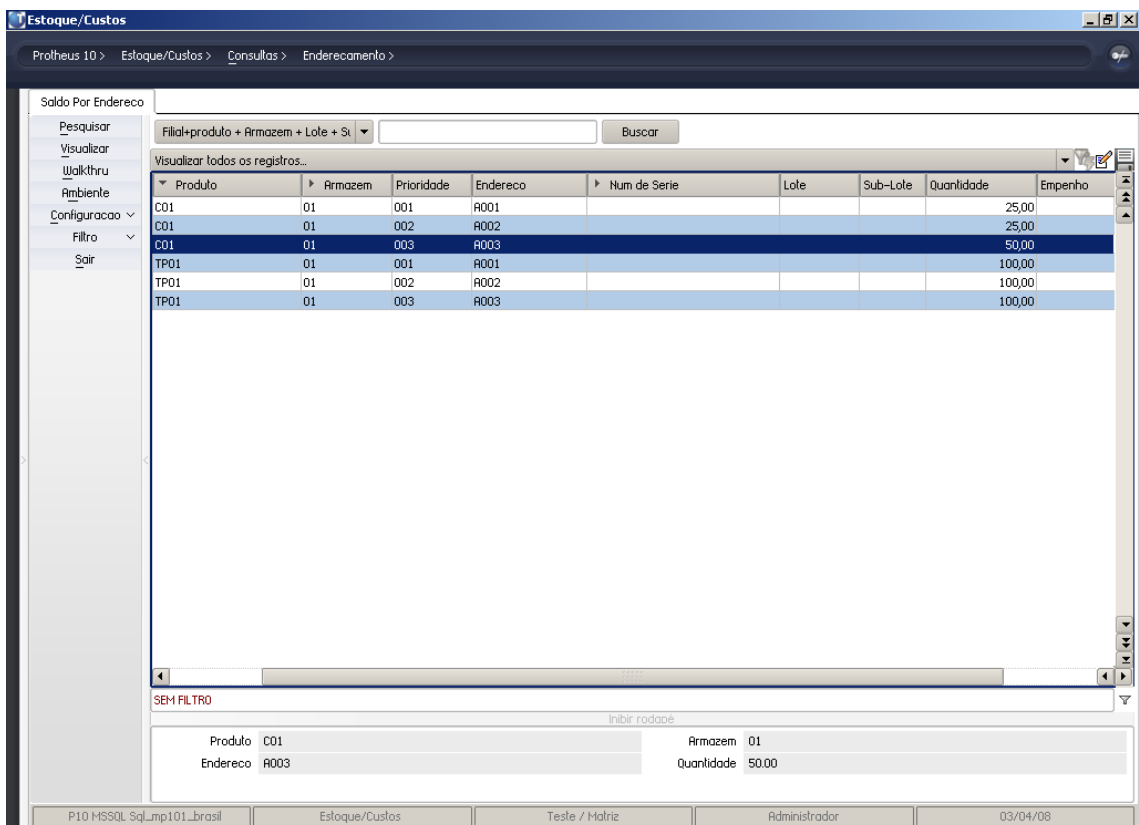 Estoque/Custos
Protheus 10 > Estoque/Custos > Consultas > Enderecamento >
Saldo Por Endereco
Pesquisar
Visualizar
Walkthru
Ambiente
Configuracao
Filtro
Sair
Filial+produto + Armazem + Lote + Su
Buscar
Visualizar todos os registros...
Produto Armazem Prioridade Endereco Num de Serie Lote Sub-Lote Quantidade Empenho
C01 01 001 A001 25,00
C01 01 002 A002 25,00
C01 01 003 A003 50,00
TP01 01 001 A001 100,00
TP01 01 002 A002 100,00
TP01 01 003 A003 100,00
SEM FILTRO
Inibir rodapé
Produto C01 Armazem 01
Endereco A003 Quantidade 50.00
P10 MSSQL Sql_mp101_brasil Estoque/Custos Teste / Matriz Administrador 03/04/08